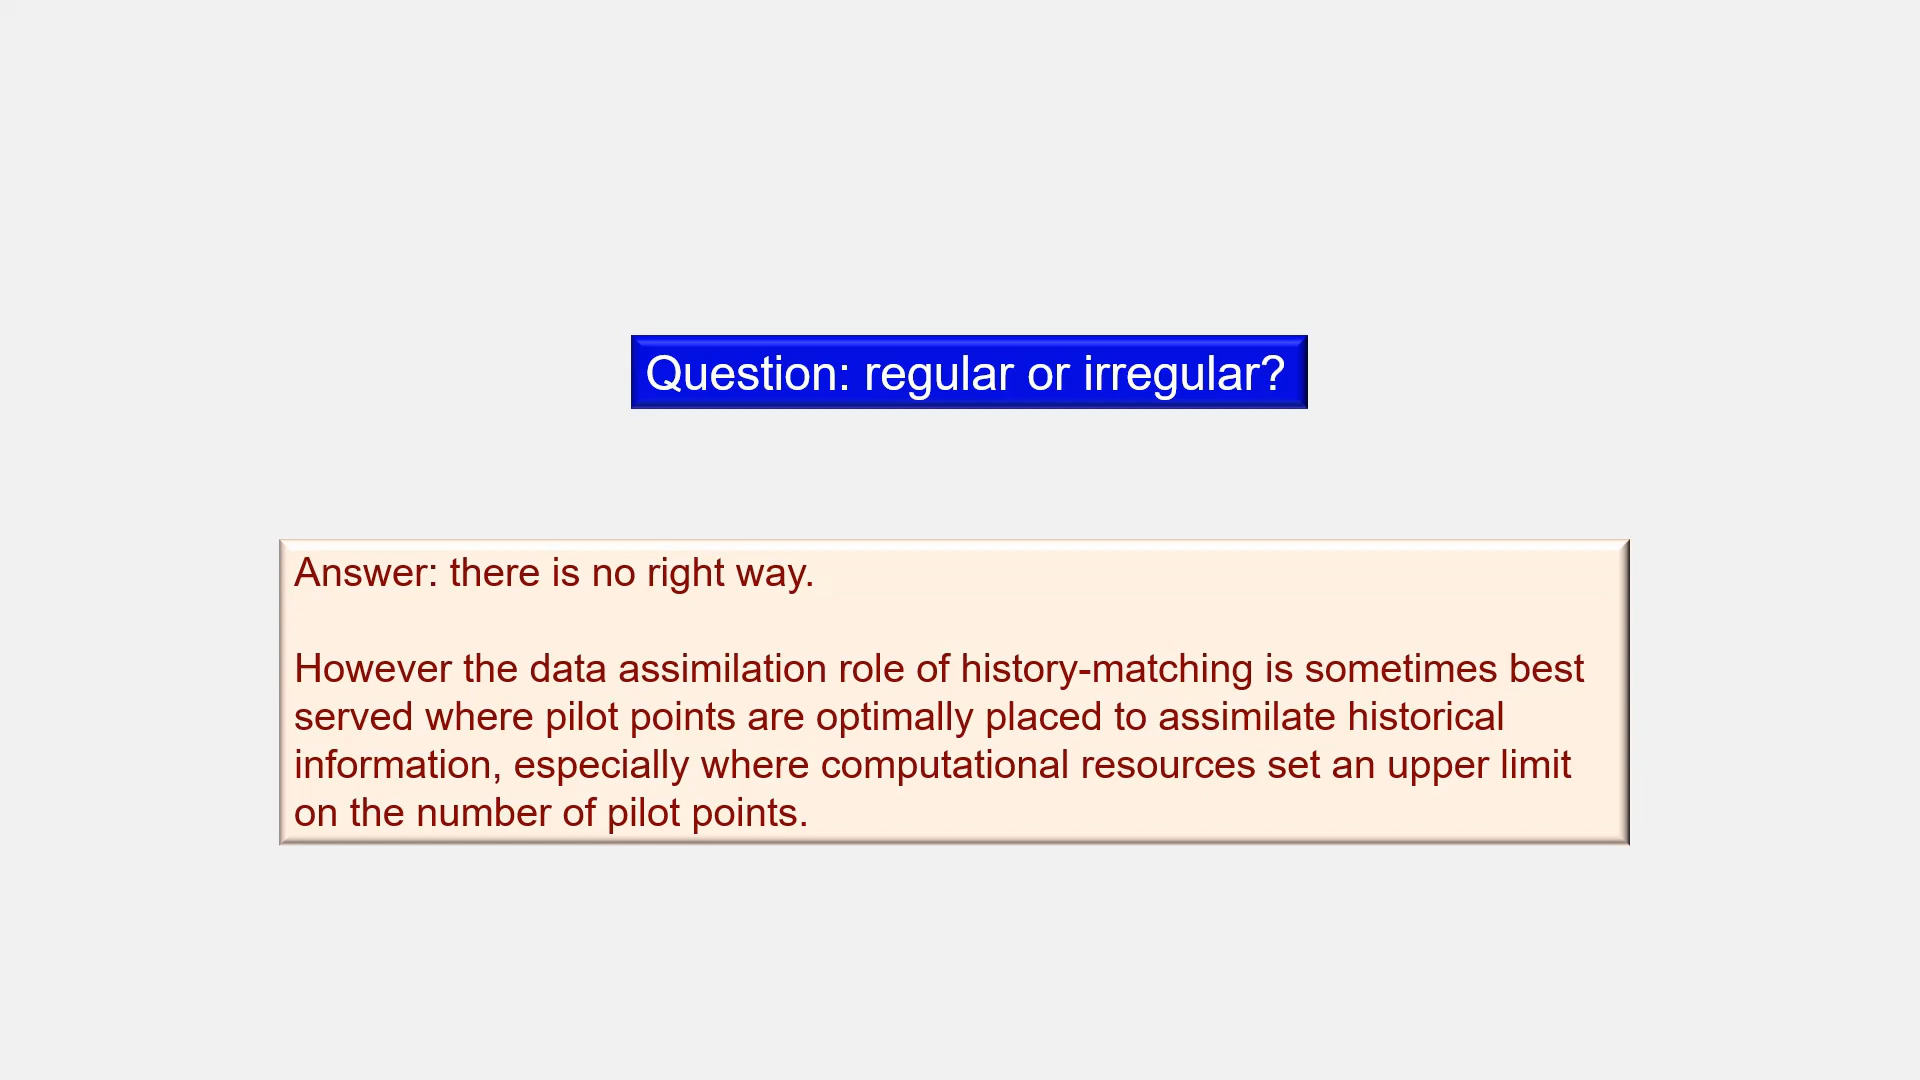 Question: regular or irregular?
Answer: there is no right way.
However the data assimilation role of history-matching is sometimes best
served where pilot points are optimally placed to assimilate historical
information, especially where computational resources set an upper limit
on the number of pilot points.